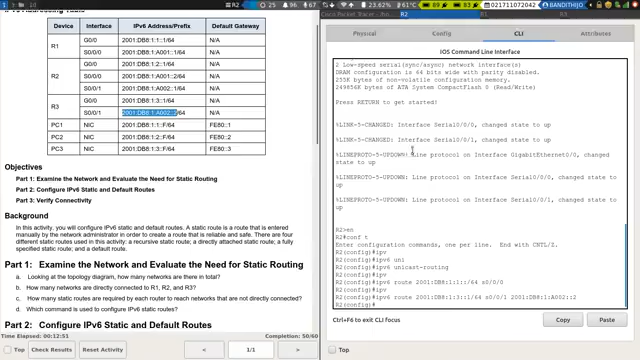 Device Interface IPv6 Address/Prefix Default Gateway
R1 G0/0 2001:DB8:1:1::1/64 N/A
S0/0/0 2001:DB8:1:A001::1/64 N/A
R2 G0/0 2001:DB8:1:2::1/64 N/A
S0/0/0 2001:DB8:1:A001::2/64 N/A
S0/0/1 2001:DB8:1:A002::1/64 N/A
R3 G0/0 2001:DB8:1:3::1/64 N/A
S0/0/1 2001:DB8:1:A002::2/64 N/A
PC1 NIC 2001:DB8:1:1::F/64 FE80::1
PC2 NIC 2001:DB8:1:2::F/64 FE80::2
PC3 NIC 2001:DB8:1:3::F/64 FE80::3
Objectives
Part 1: Examine the Network and Evaluate the Need for Static Routing
Part 2: Configure IPv6 Static and Default Routes
Part 3: Verify Connectivity
Background
In this activity, you will configure IPv6 static and default routes. A static route is a route that is
entered manually by the network administrator in order to create a route that is reliable and safe. There are four
different static routes used in this activity: a recursive static route; a directly attached static route; a fully
specified static route; and a default route.
Part 1: Examine the Network and Evaluate the Need for Static Routing
a. Looking at the topology diagram, how many networks are there in total?
b. How many networks are directly connected to R1, R2, and R3?
c. How many static routes are required by each router to reach networks that are not directly connected?
d. Which command is used to configure IPv6 static routes?
Part 2: Configure IPv6 Static and Default Routes
Time Elapsed: 00:12:51 Completion: 50/60
Top Check Results Reset Activity < 1/1 >
R2 25 96 67 23.62% 89 83 021711072042 BANDITHIJO
R2
Physical Config CLI Attributes
IOS Command Line Interface
2 Low-speed serial(sync/async) network interface(s)
DRAM configuration is 64 bits wide with parity disabled.
255K bytes of non-volatile configuration memory.
249856K bytes of ATA System CompactFlash 0 (Read/Write)
Press RETURN to get started!
%LINK-5-CHANGED: Interface Serial0/0/0, changed state to up
%LINK-5-CHANGED: Interface Serial0/0/1, changed state to up
%LINEPROTO-5-UPDOWN: Line protocol on Interface GigabitEthernet0/0, changed
state to up
%LINEPROTO-5-UPDOWN: Line protocol on Interface Serial0/0/0, changed state to
up
%LINEPROTO-5-UPDOWN: Line protocol on Interface Serial0/0/1, changed state to
up
R2>en
R2#conf t
Enter configuration commands, one per line. End with CNTL/Z.
R2(config)#ipv
R2(config)#ipv6 uni
R2(config)#ipv6 unicast-routing
R2(config)#ipv
R2(config)#ipv6 route 2001:DB8:1:1::/64 s0/0/0
R2(config)#ipv
R2(config)#ipv6 route 2001:DB8:1:3:1::/64 s0/0/1 2001:DB8:1:A002::2
R2(config)#
Ctrl+F6 to exit CLI focus Copy Paste
Top